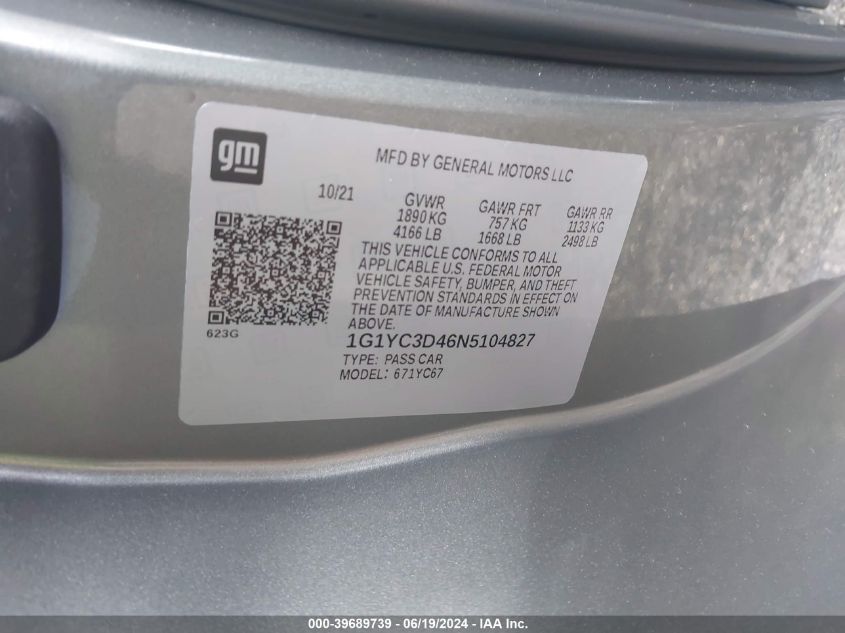 gm
MFD BY GENERAL MOTORS LLC
10/21
GVWR
1890 KG
4166 LB
GAWR FRT
757 KG
1668 LB
GAWR RR
1133 KG
2498 LB
THIS VEHICLE CONFORMS TO ALL
APPLICABLE U.S. FEDERAL MOTOR
VEHICLE SAFETY, BUMPER, AND THEFT
PREVENTION STANDARDS IN EFFECT ON
THE DATE OF MANUFACTURE SHOWN
ABOVE.
623G
1G1YC3D46N5104827
TYPE: PASS CAR
MODEL: 671YC67
000-39689739 - 06/19/2024 - IAA Inc.